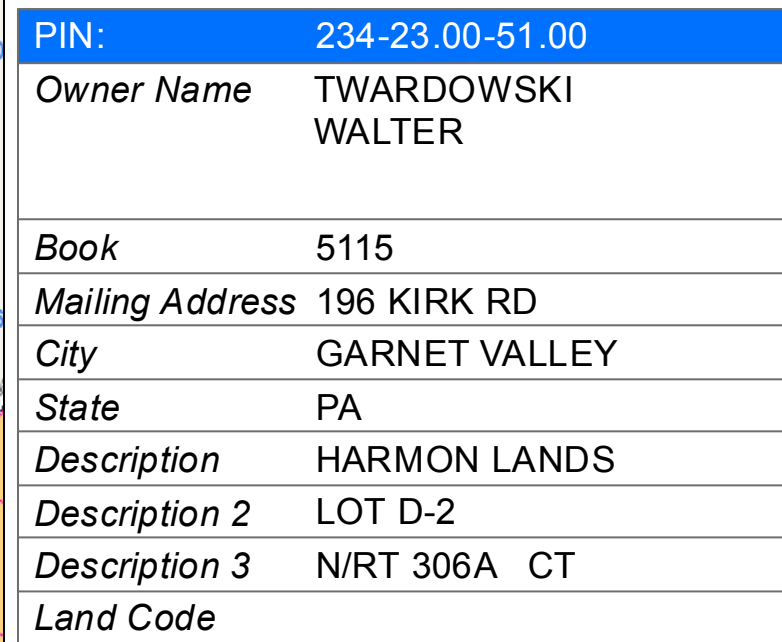 PIN: 234-23.00-51.00
Owner Name TWARDOWSKI
WALTER
Book 5115
Mailing Address 196 KIRK RD
City GARNET VALLEY
State PA
Description HARMON LANDS
Description 2 LOT D-2
Description 3 N/RT 306A CT
Land Code